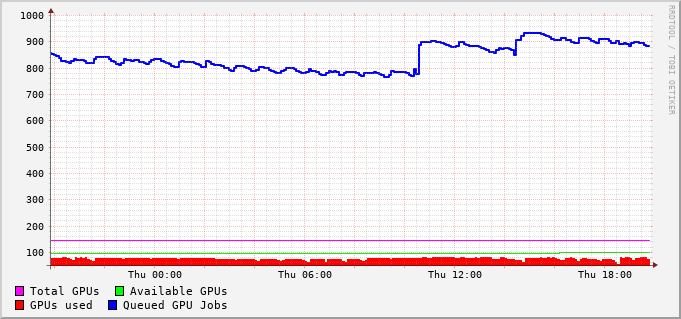 1000
900
800
700
600
500
400
300
200
100
Thu 00:00 Thu 06:00 Thu 12:00 Thu 18:00
Total GPUs Available GPUs
GPUs used Queued GPU Jobs
RRDTOOL / TOBI OETIKER